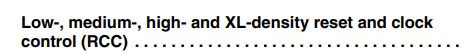 Low-, medium-, high- and XL-density reset and clock
control (RCC) . . . . . . . . . . . . . . . . . . . . . . . . . . . . . . . . . . . .